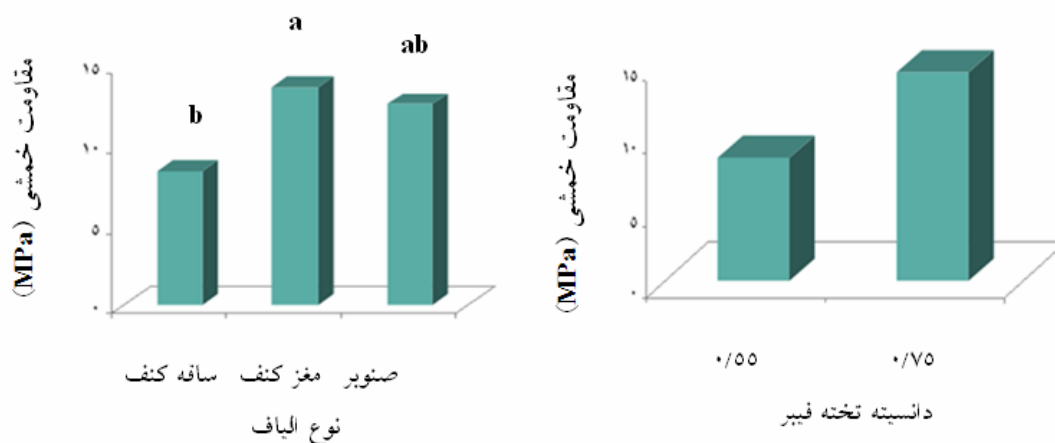 مقاومت خمشی (MPa)
۱۵
۱۰
۵
۰
b
a
ab
سافه کنف
مغز کنف
صنوبر
نوع الیاف
مقاومت خمشی (MPa)
۱۵
۱۰
۵
۰
۰/۵۵
۰/۷۵
دانسیته تخته فیبر